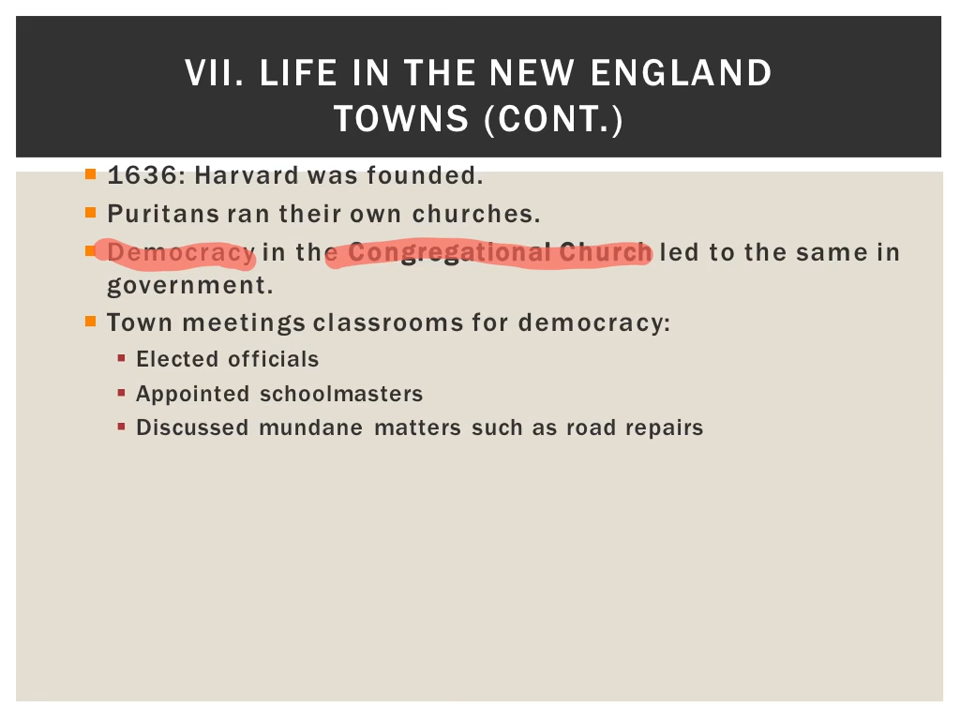 VII. LIFE IN THE NEW ENGLAND
TOWNS (CONT.)
1636: Harvard was founded.
Puritans ran their own churches.
Democracy in the Congregational Church led to the same in
government.
Town meetings classrooms for democracy:
Elected officials
Appointed schoolmasters
Discussed mundane matters such as road repairs